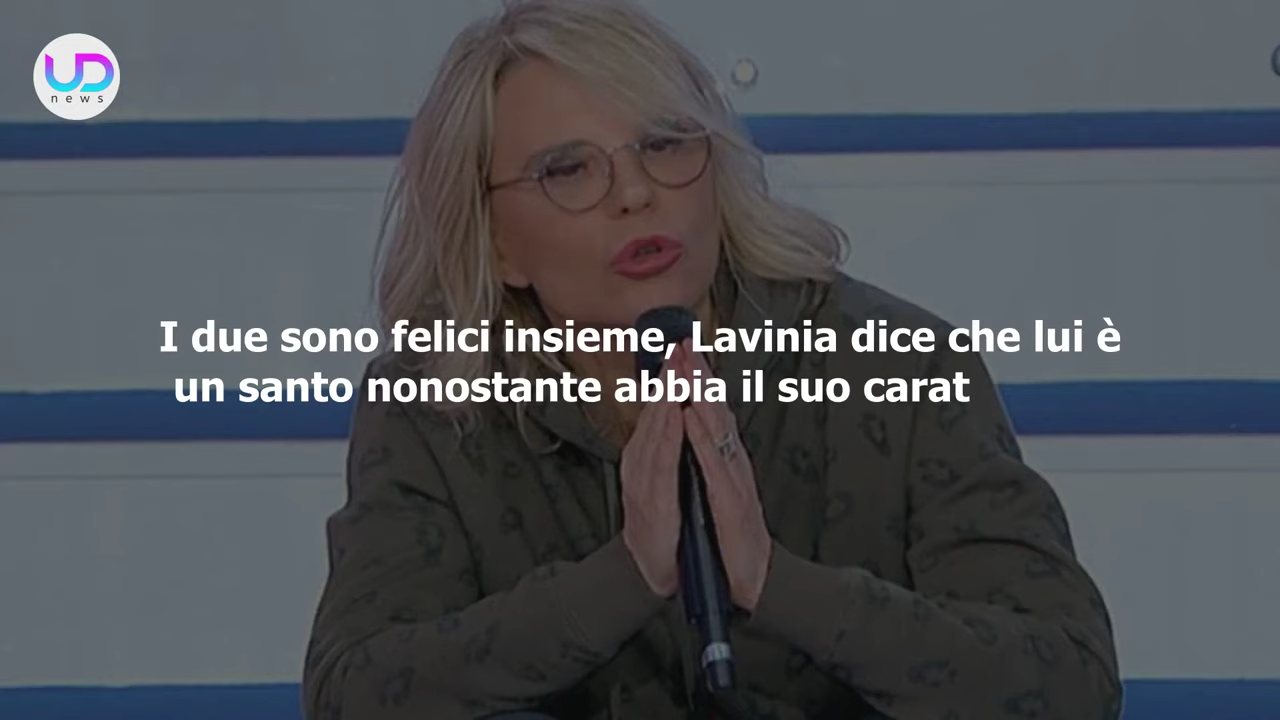 UD
news
I due sono felici insieme, Lavinia dice che lui è
un santo nonostante abbia il suo carat